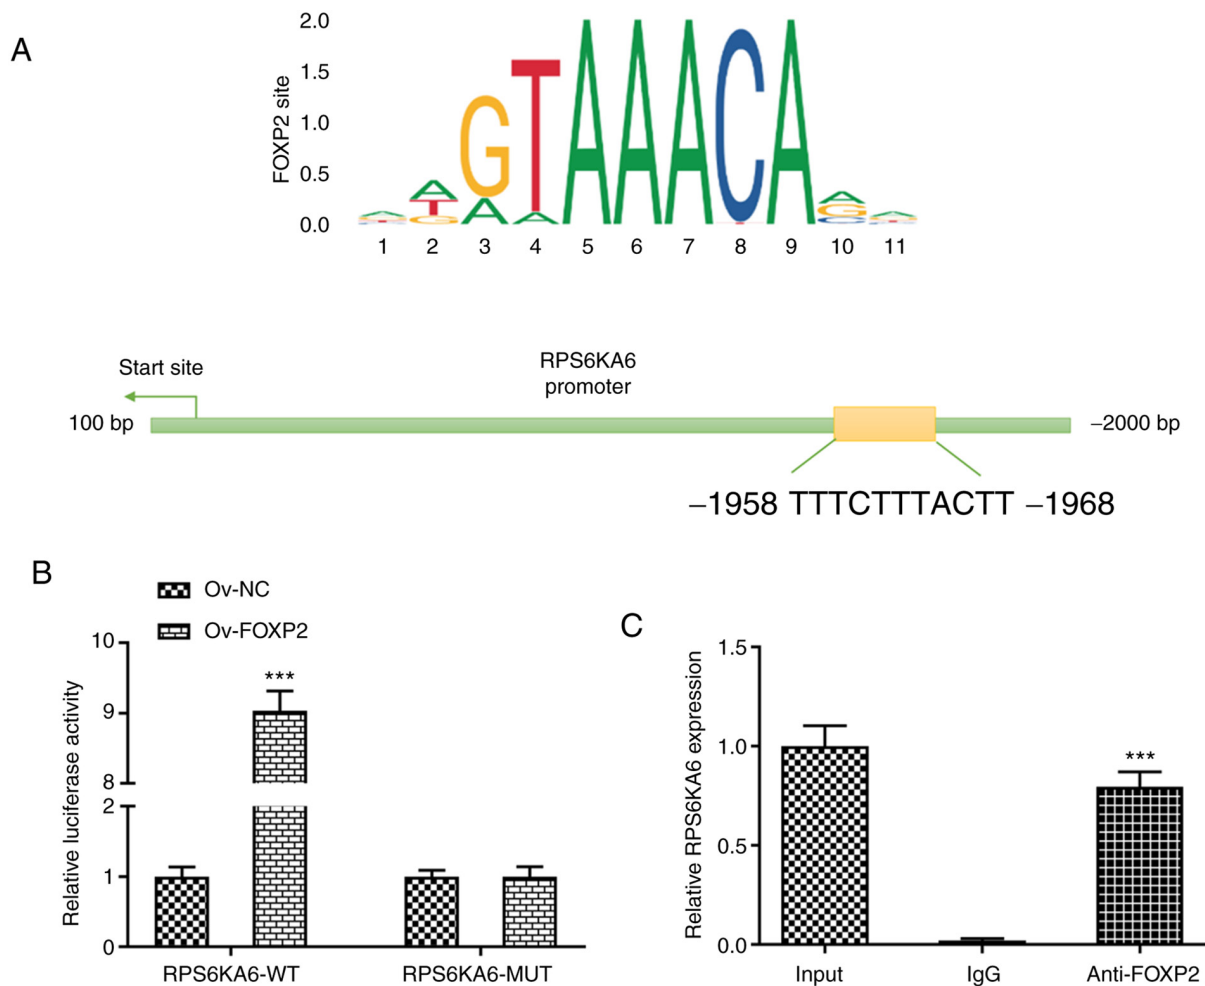 A
FOXP2 site
2.0
1.5
1.0
0.5
0.0
GTAAACA
1 2 3 4 5 6 7 8 9 10 11
Start site
RPS6KA6
promoter
100 bp
–2000 bp
–1958 TTTCTTTACTT –1968
B
Ov-NC
Ov-FOXP2
Relative luciferase activity
10
9
8
2
1
0
***
RPS6KA6-WT RPS6KA6-MUT
C
Relative RPS6KA6 expression
1.5
1.0
0.5
0.0
***
Input IgG Anti-FOXP2